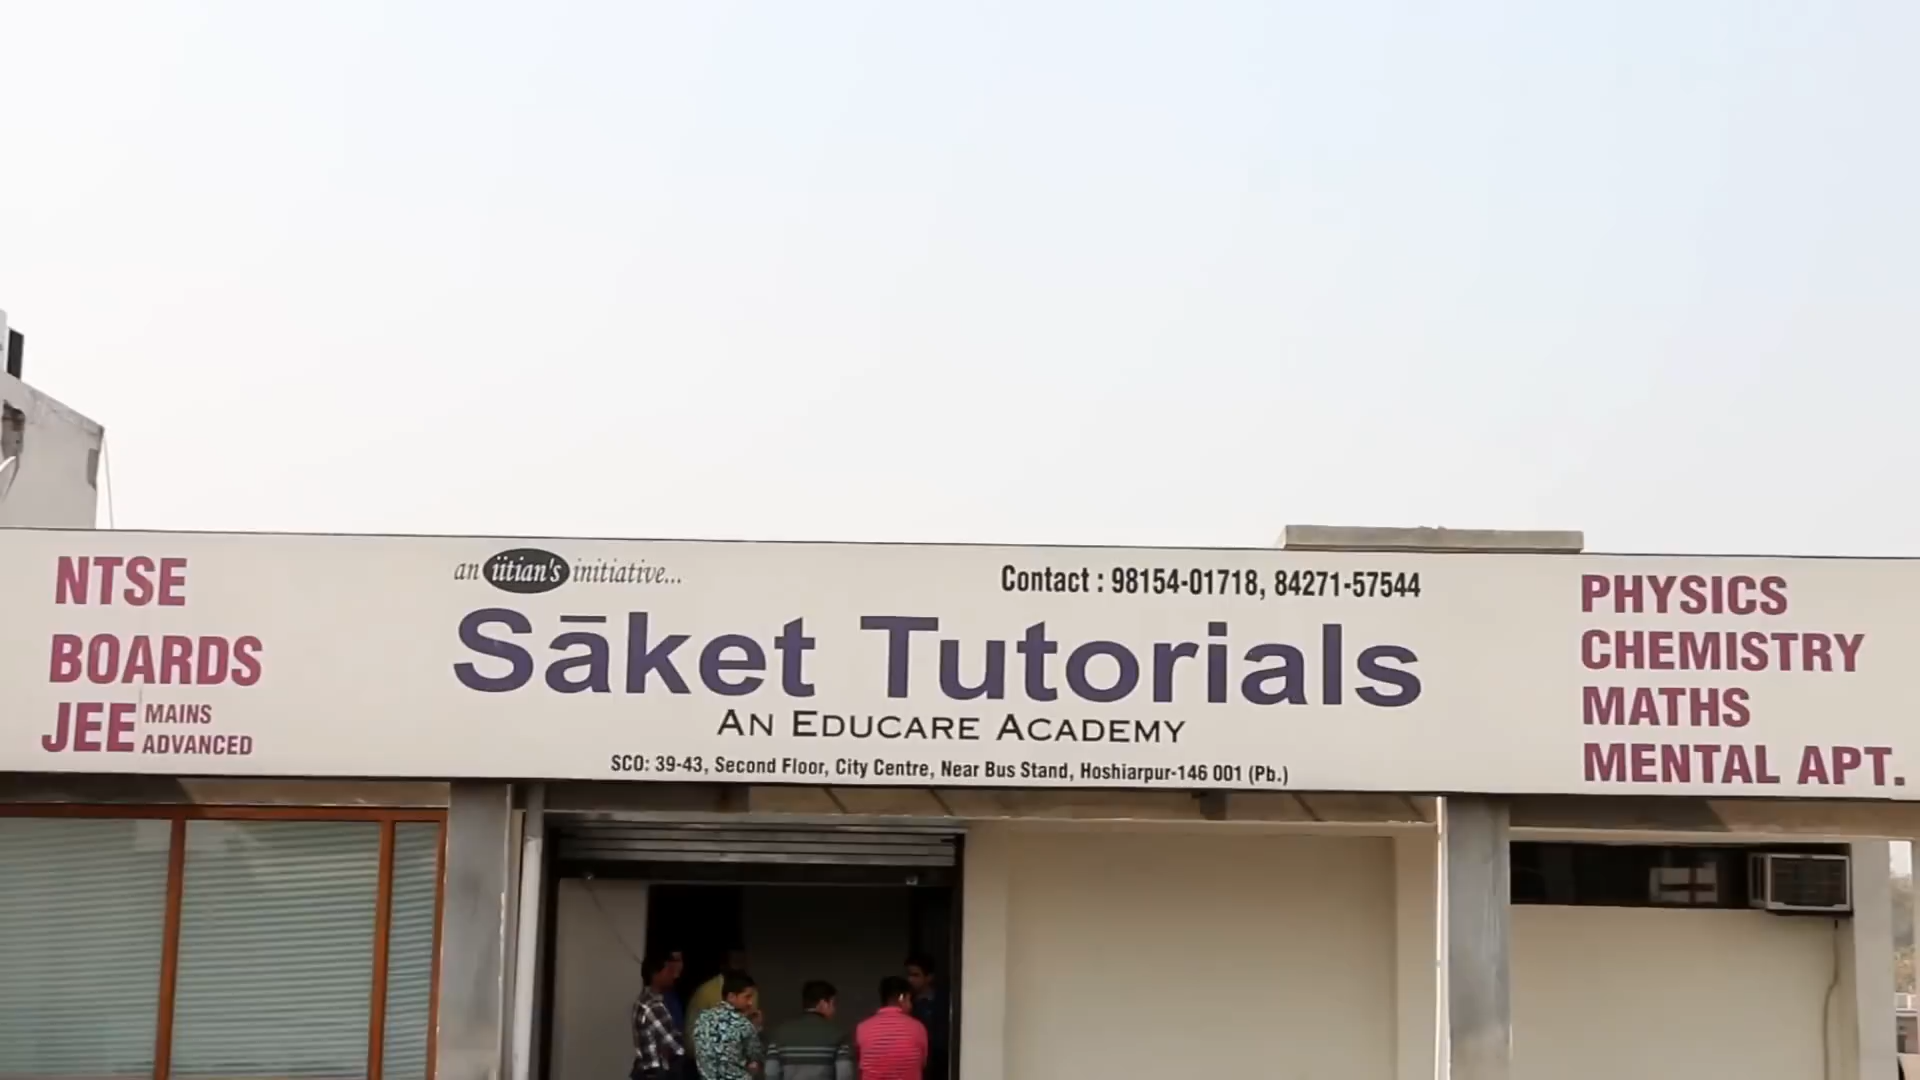 NTSE
BOARDS
JEE MAINS
ADVANCED
an iitian's initiative...
Contact : 98154-01718, 84271-57544
Sāket Tutorials
AN EDUCARE ACADEMY
SCO: 39-43, Second Floor, City Centre, Near Bus Stand, Hoshiarpur-146 001 (Pb.)
PHYSICS
CHEMISTRY
MATHS
MENTAL APT.